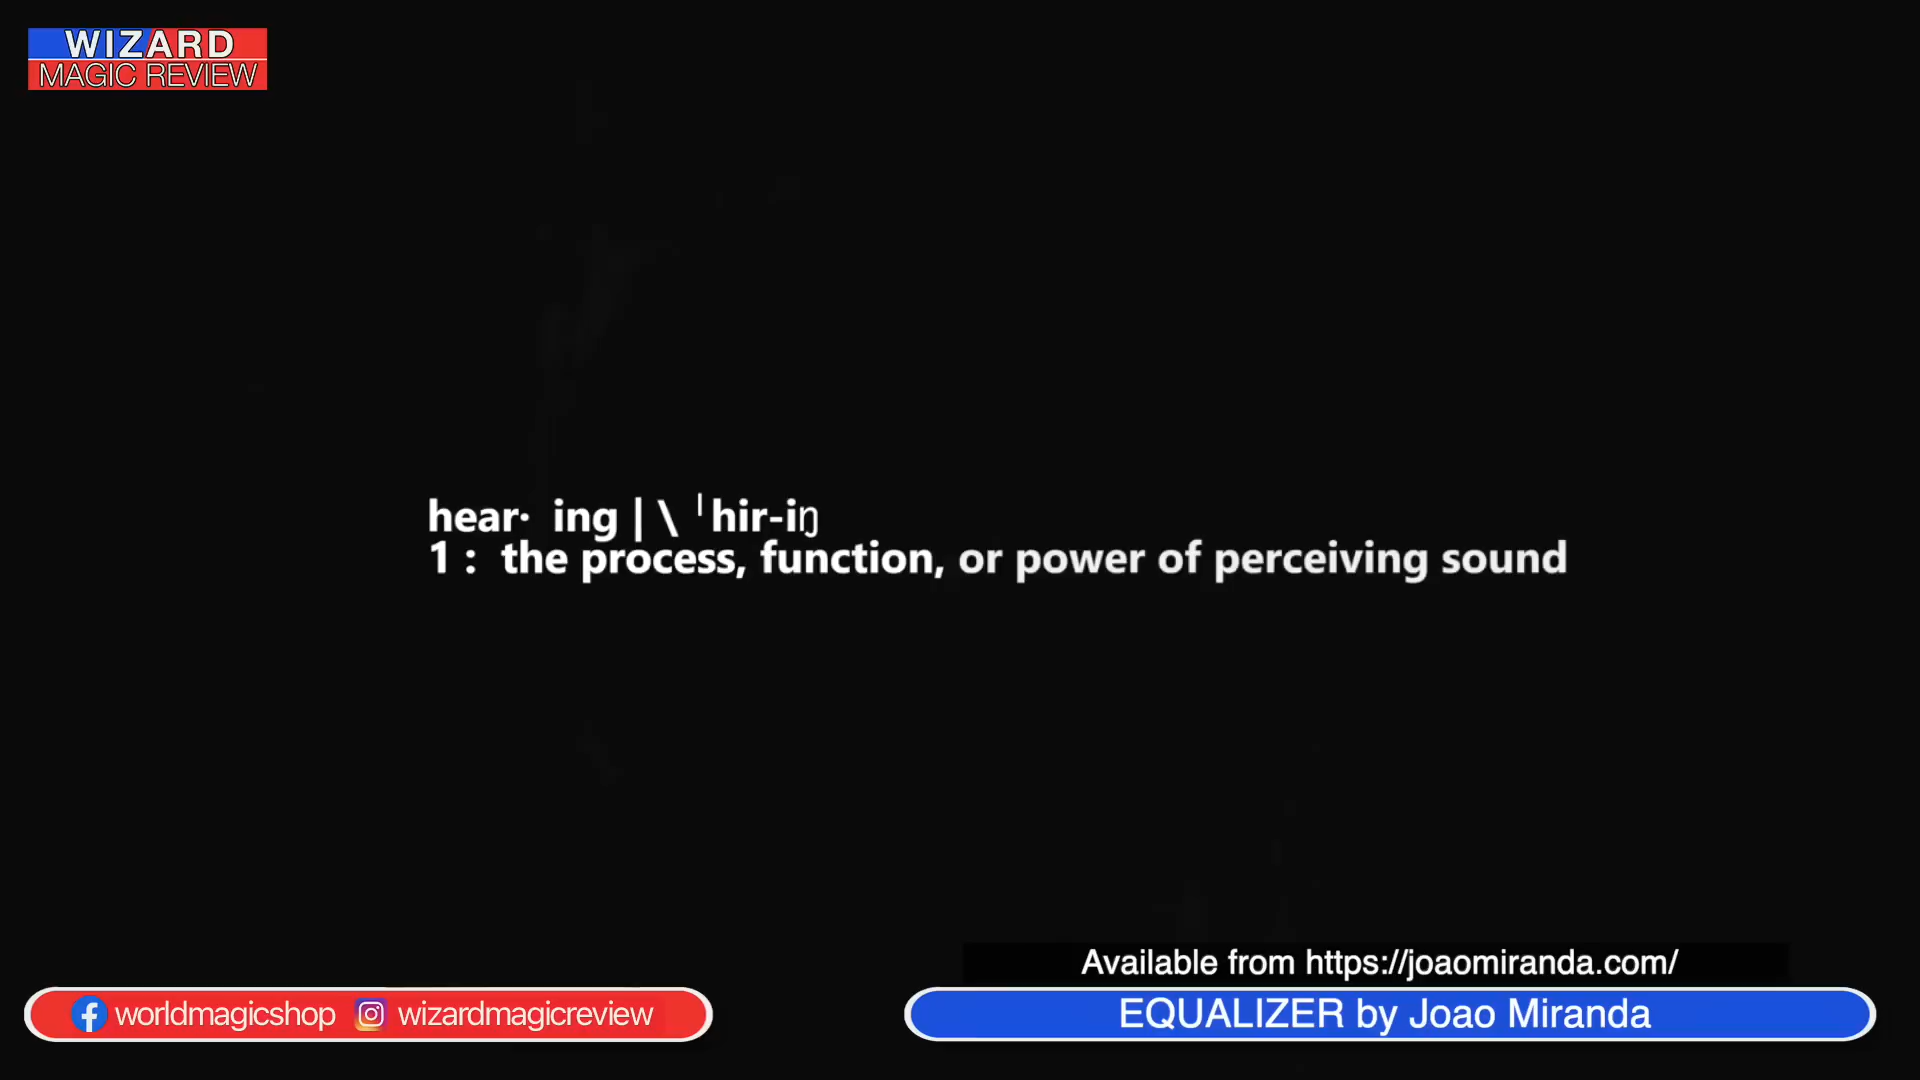 WIZARD
MAGIC REVIEW
hear· ing | \ ˈhir-iŋ
1 : the process, function, or power of perceiving sound
Available from https://joaomiranda.com/
worldmagicshop wizardmagicreview
EQUALIZER by Joao Miranda